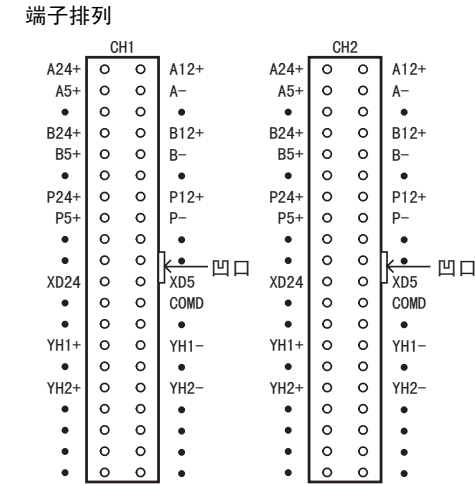 端子排列
CH1 CH2
A24+ A12+ A24+ A12+
A5+ A- A5+ A-
● ● ● ●
B24+ B12+ B24+ B12+
B5+ B- B5+ B-
● ● ● ●
P24+ P12+ P24+ P12+
P5+ P- P5+ P-
● ● ● ●
● ● 凹口 ● ● 凹口
XD24 XD5 XD24 XD5
● COMD ● COMD
● ● ● ●
YH1+ YH1- YH1+ YH1-
● ● ● ●
YH2+ YH2- YH2+ YH2-
● ● ● ●
● ● ● ●
● ● ● ●
● ● ● ●